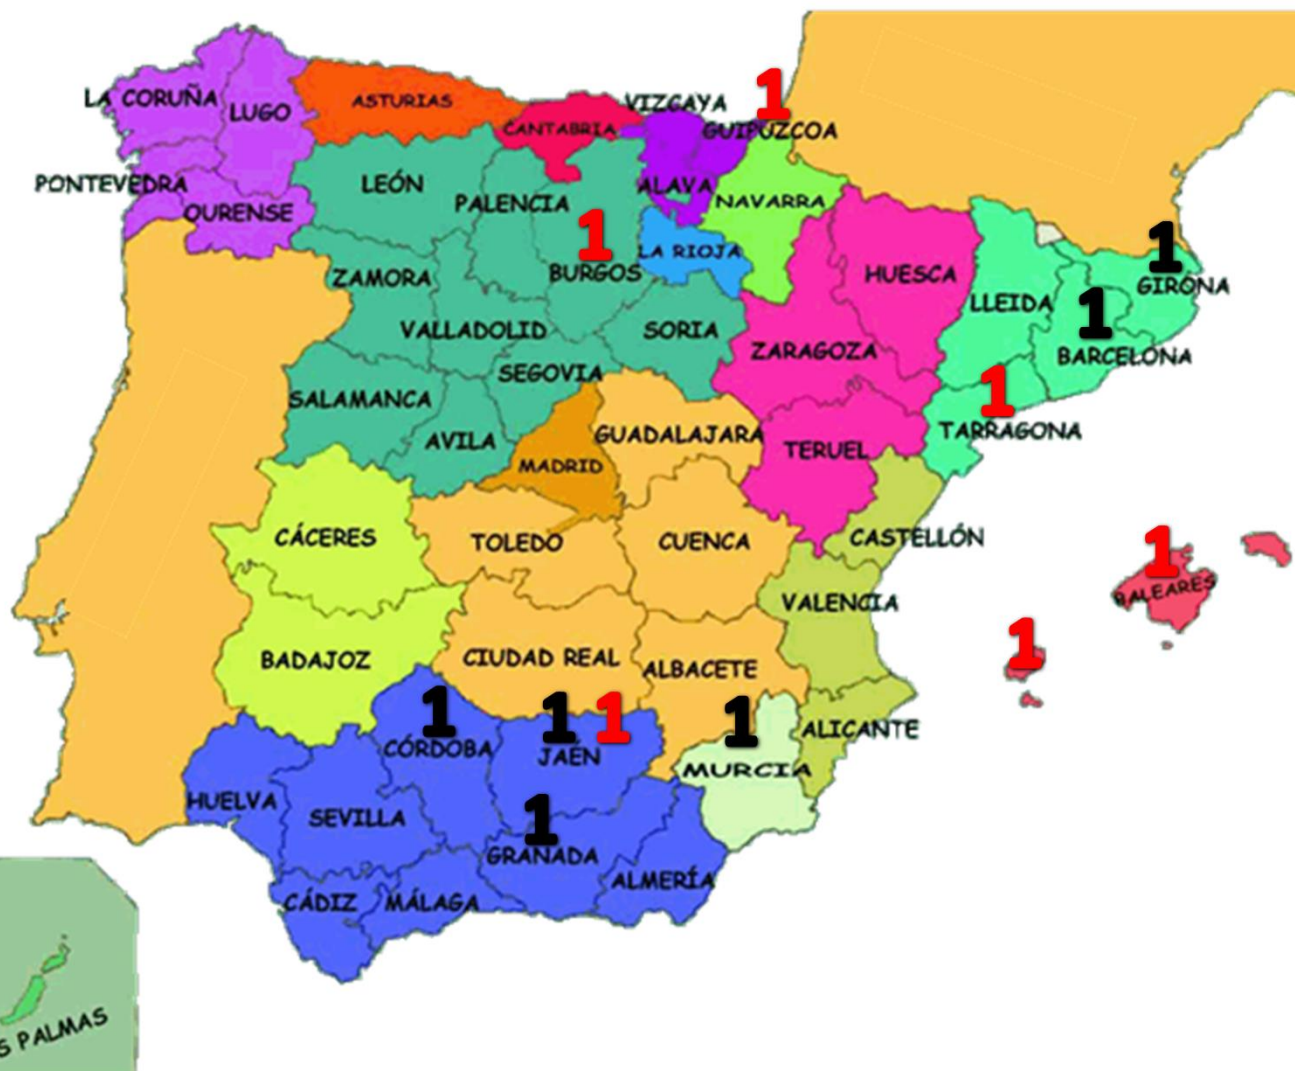 1
VIZCAYA
LA CORUÑA
ASTURIAS
LUGO
CANTABRIA
GUIPUZCOA
PONTEVEDRA
LEÓN
ALAVA
PALENCIA
NAVARRA
OURENSE
1
LA RIOJA
1
ZAMORA
BURGOS
HUESCA
GIRONA
LLEIDA
1
VALLADOLID
SORIA
ZARAGOZA
BARCELONA
SEGOVIA
1
SALAMANCA
AVILA
GUADALAJARA
TARRAGONA
MADRID
TERUEL
CÁCERES
TOLEDO
CUENCA
CASTELLÓN
1
BALEARES
VALENCIA
1
BADAJOZ
CIUDAD REAL
ALBACETE
1
1 1
1
CÓRDOBA
JAÉN
ALICANTE
MURCIA
HUELVA
SEVILLA
1
GRANADA
ALMERÍA
CÁDIZ
MÁLAGA
S PALMAS